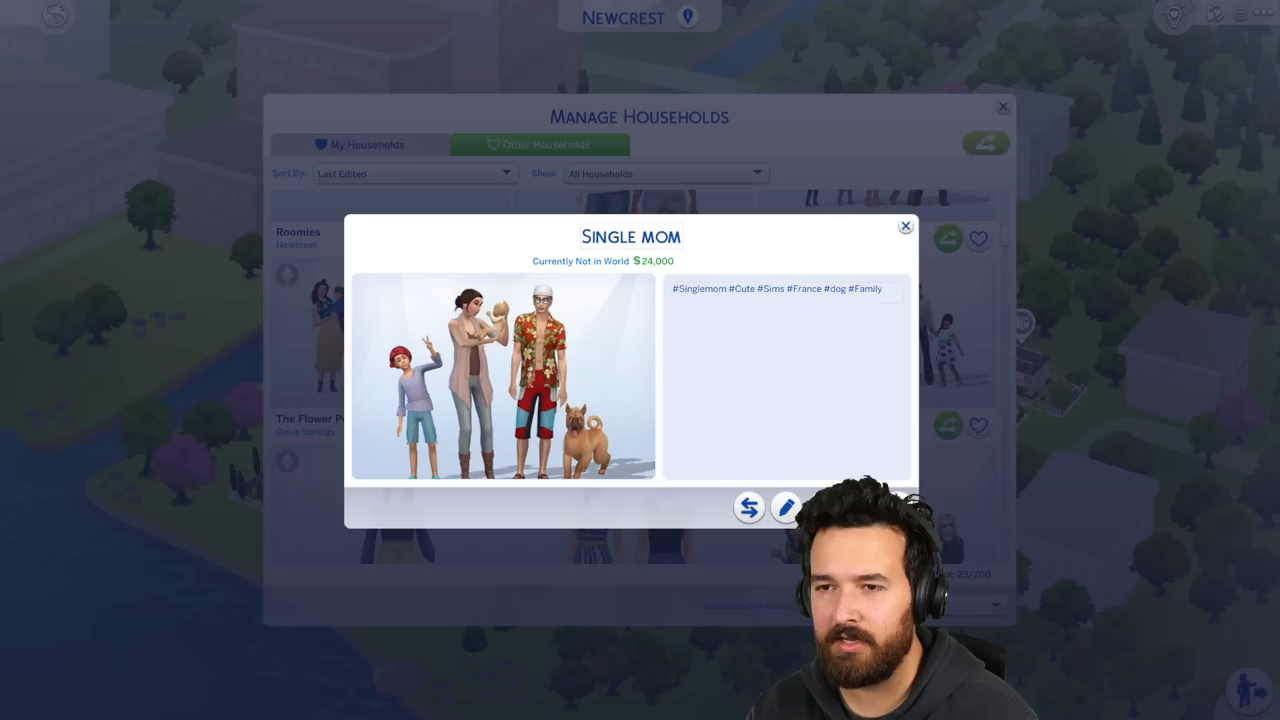 NEWCREST
MANAGE HOUSEHOLDS
My Households
Other Households
Sort By:
Last Edited
Show:
All Households
Roomies
Newcrest
SINGLE MOM
Currently Not in World §24,000
#Singlemom #Cute #Sims #France #dog #Family
The Flower P
Oasis Springs
23/200